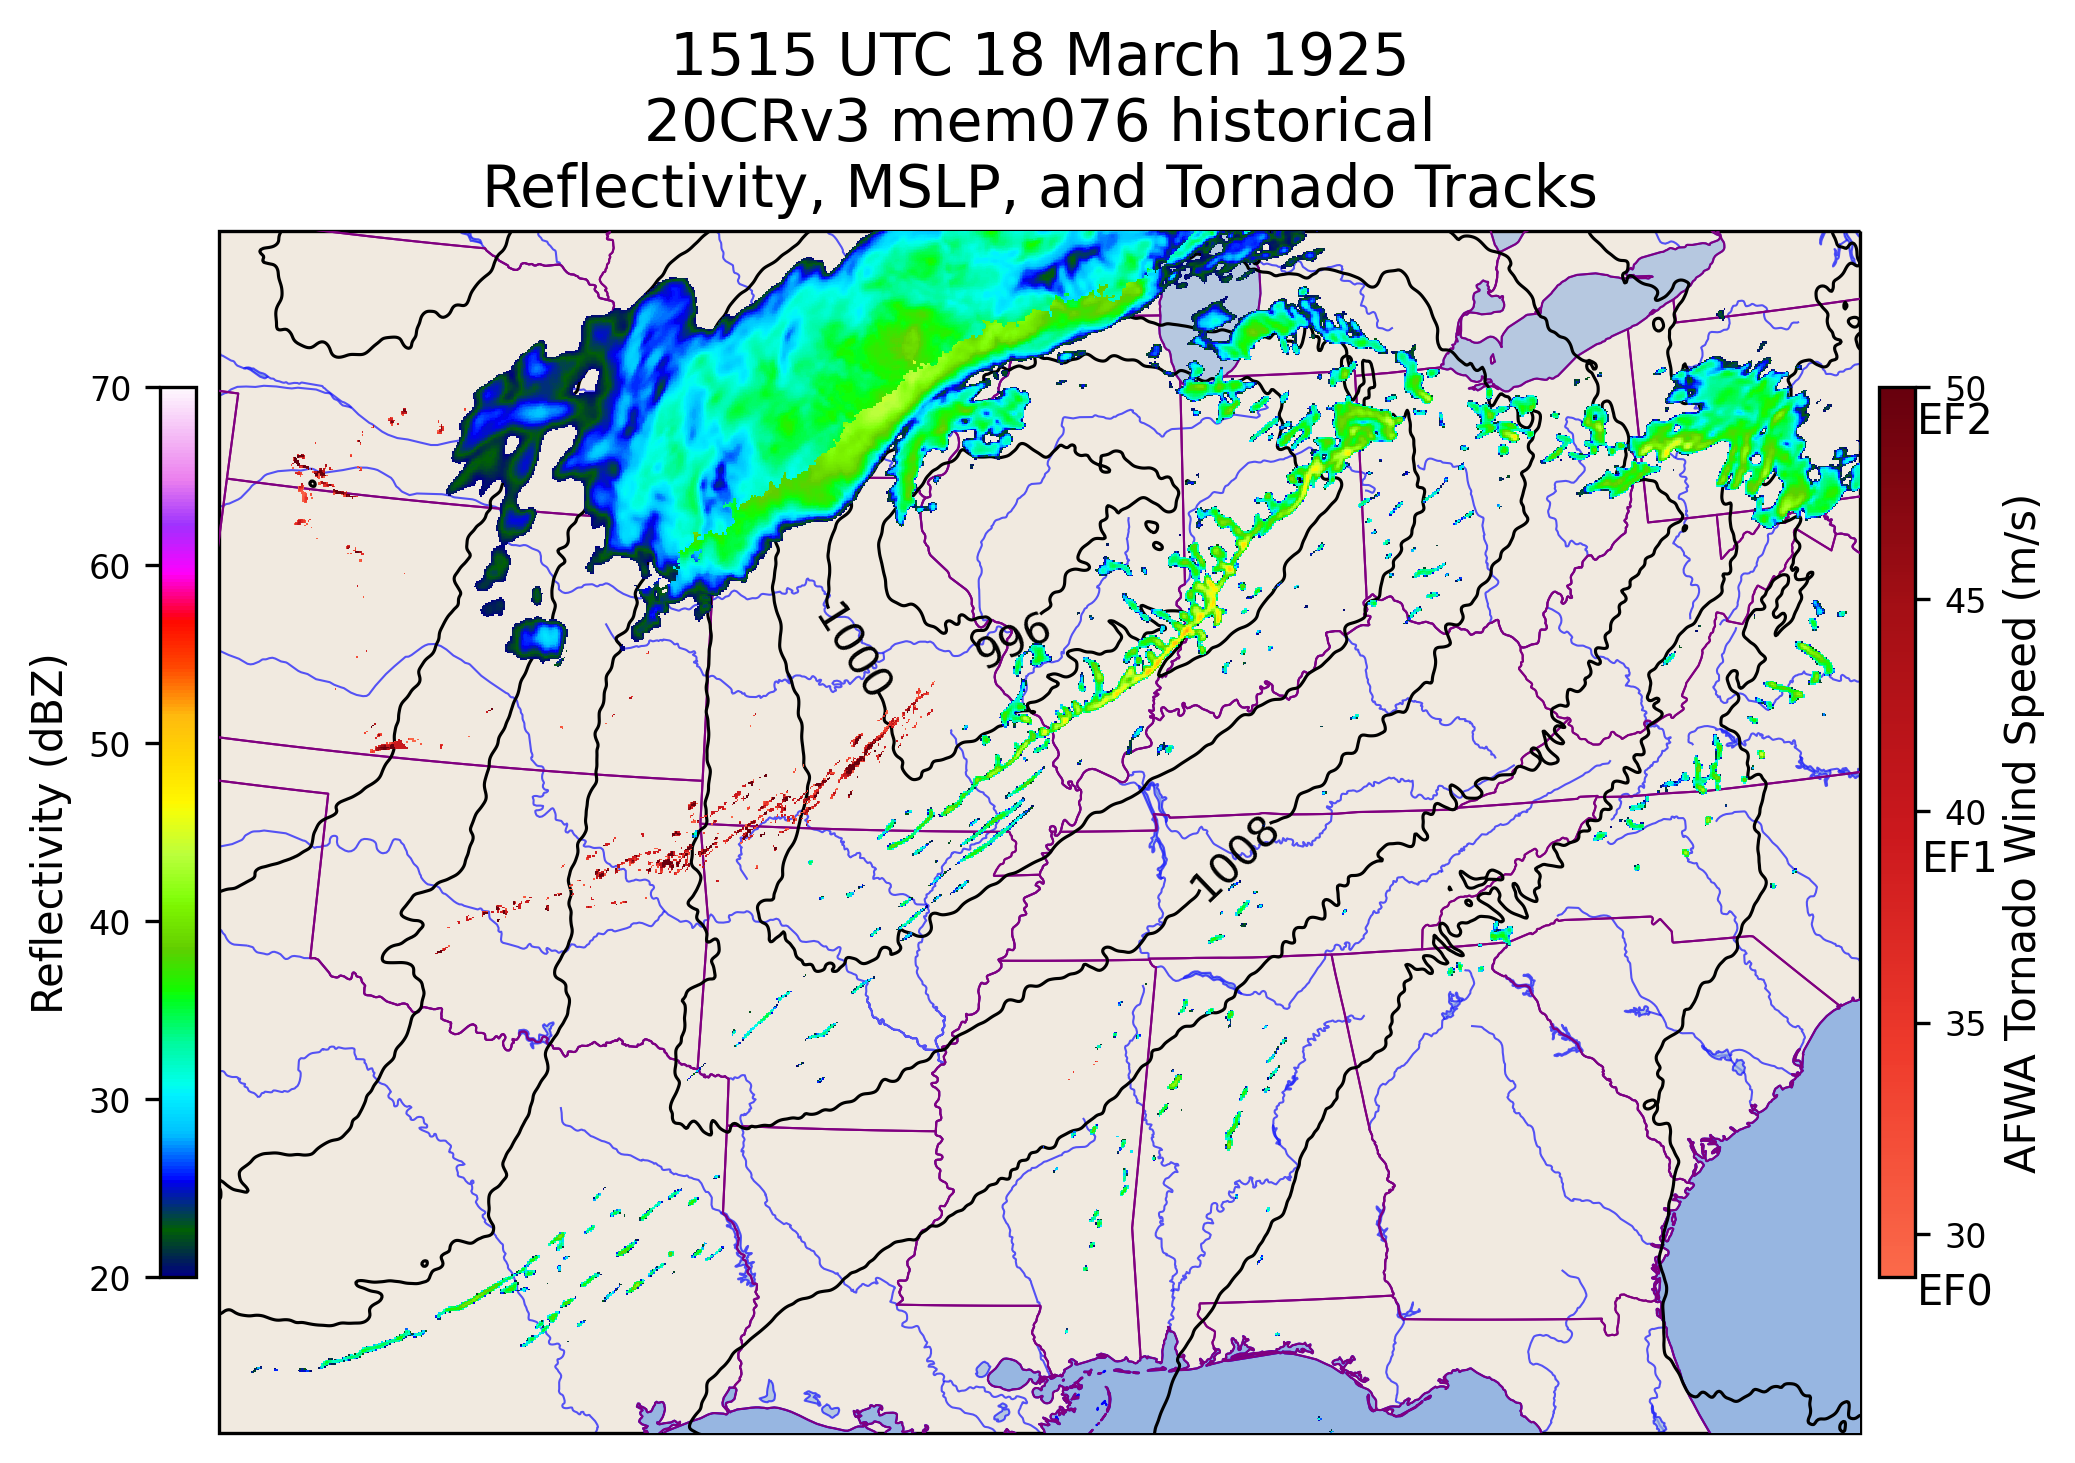 1515 UTC 18 March 1925
20CRv3 mem076 historical
Reflectivity, MSLP, and Tornado Tracks
70
60
50
40
30
20
Reflectivity (dBZ)
1000
996
1008
50
EF2
45
40
EF1
35
30
EF0
AFWA Tornado Wind Speed (m/s)